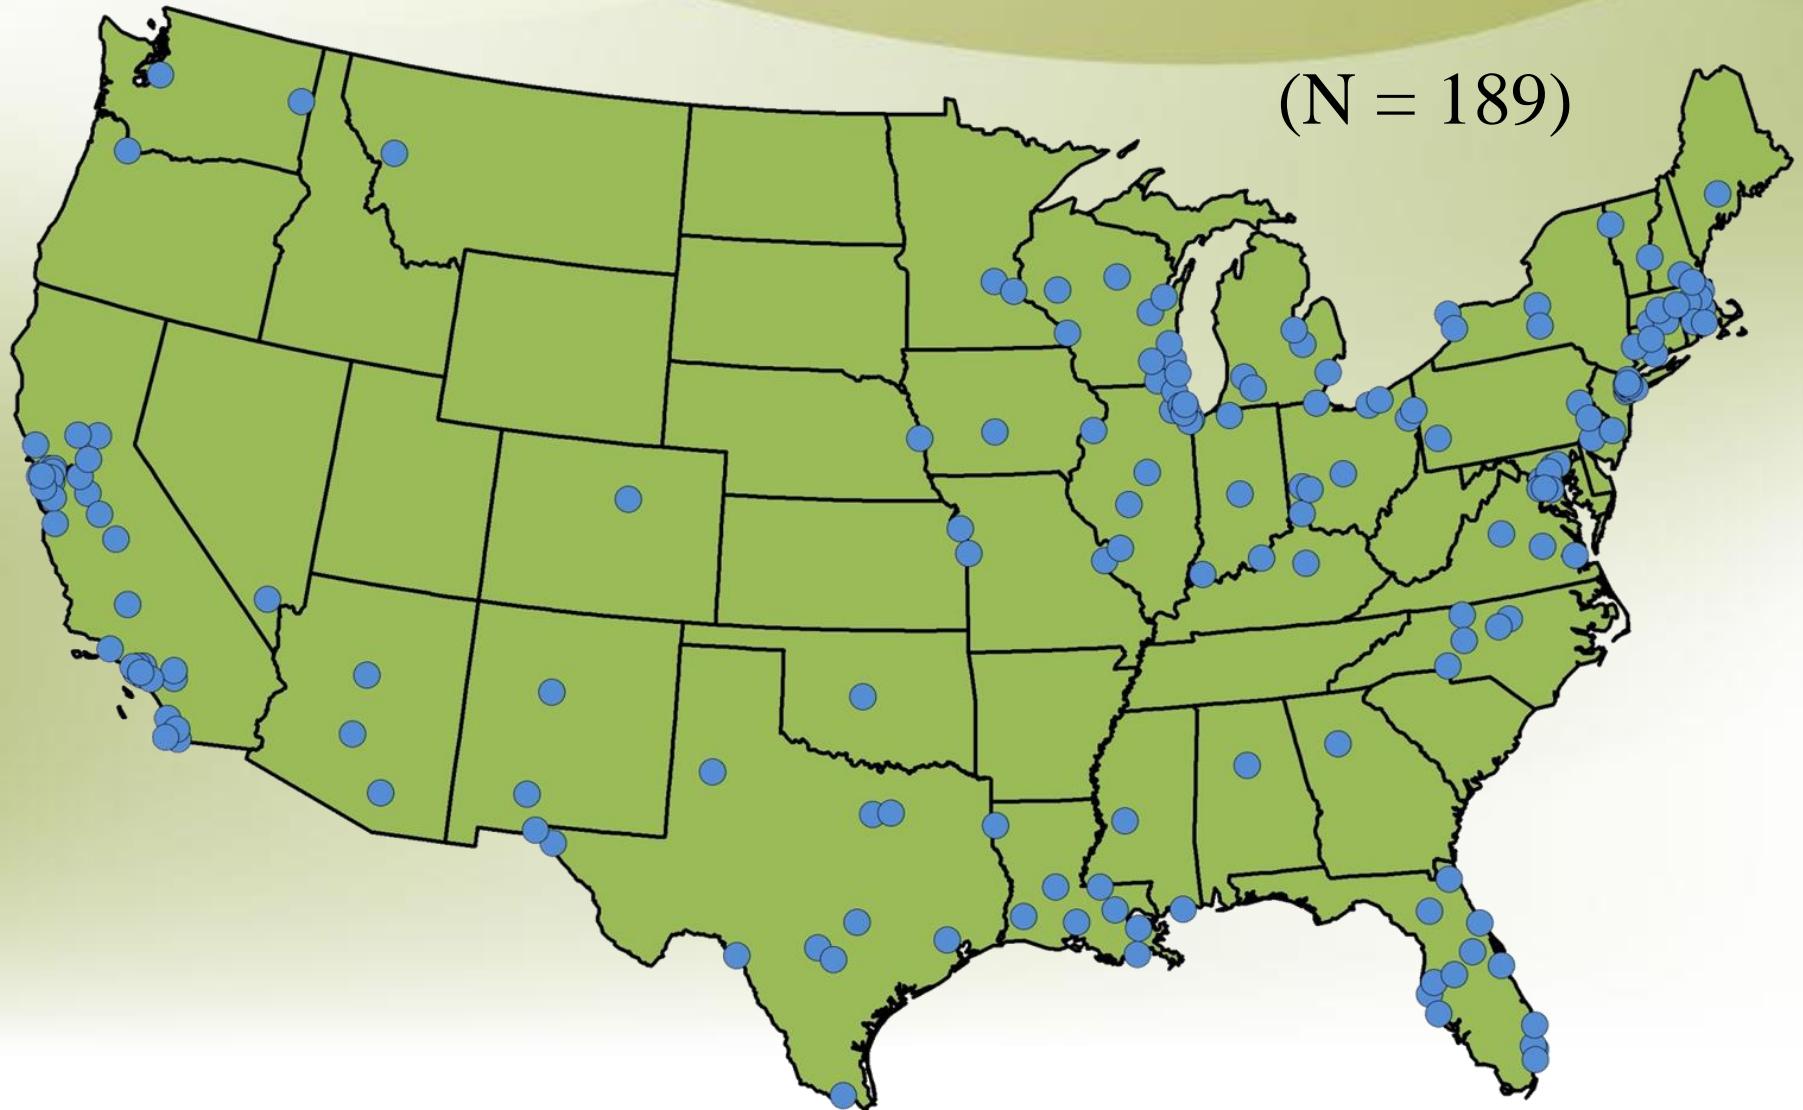 (N = 189)